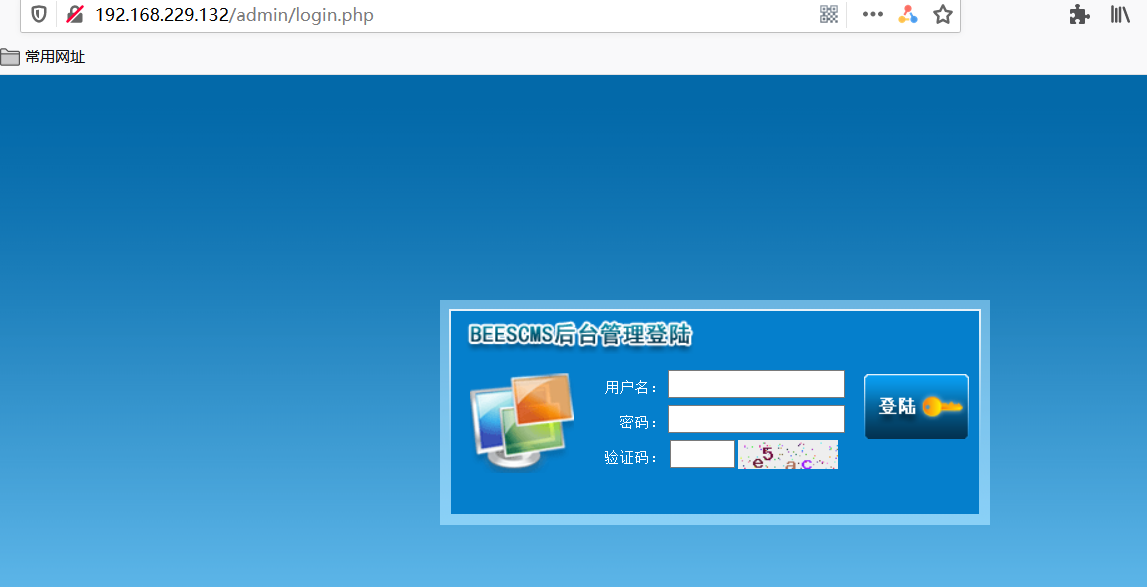 192.168.229.132/admin/login.php
常用网址
BEESCMS后台管理登陆
用户名：
密码：
登陆
验证码：
e5ac